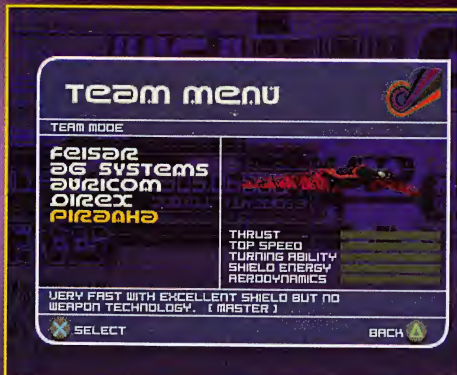 TEAM MENU
TEAM MODE
FEISAR
AG SYSTEMS
AURICOM
QIREX
PIRANHA
THRUST
TOP SPEED
TURNING ABILITY
SHIELD ENERGY
AERODYNAMICS
VERY FAST WITH EXCELLENT SHIELD BUT NO
WEAPON TECHNOLOGY. [ MASTER ]
SELECT
BACK